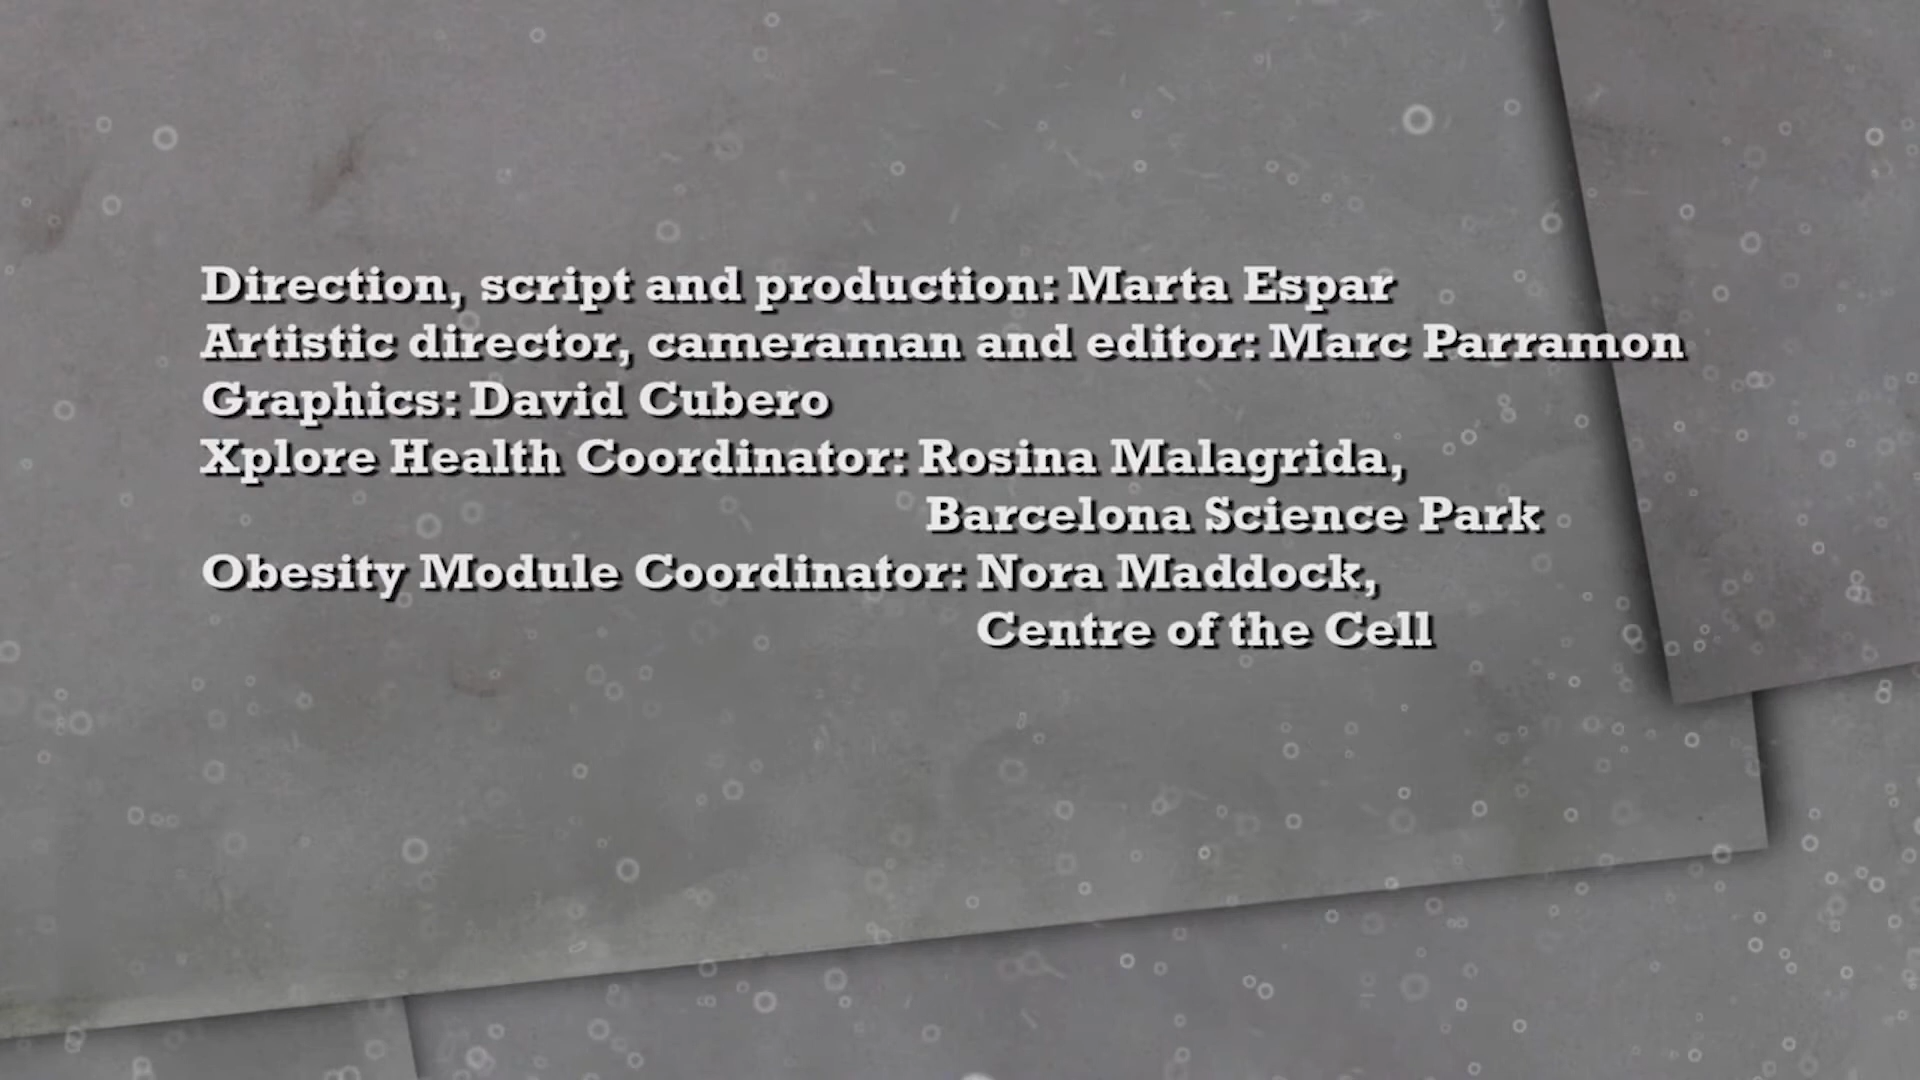 Direction, script and production: Marta Espar
Artistic director, cameraman and editor: Marc Parramon
Graphics: David Cubero
Xplore Health Coordinator: Rosina Malagrida,
Barcelona Science Park
Obesity Module Coordinator: Nora Maddock,
Centre of the Cell